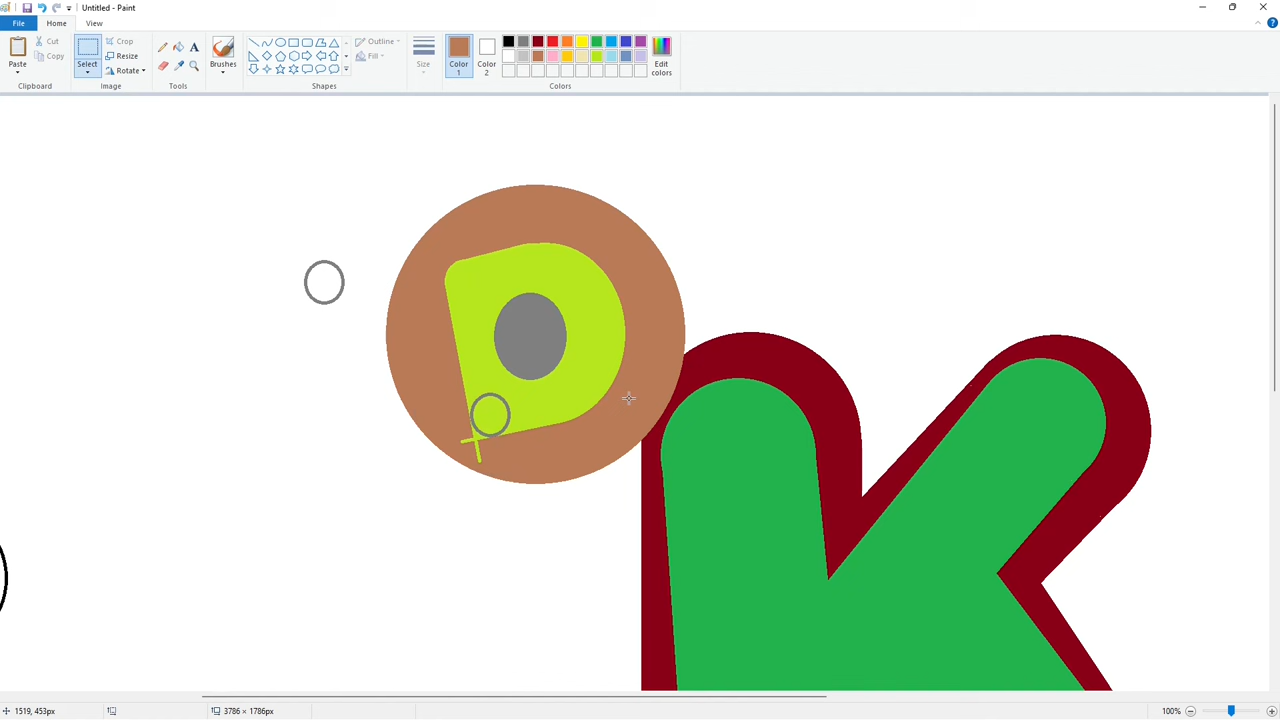 Untitled - Paint
File Home View
Paste
Cut
Copy
Clipboard
Select
Crop
Resize
Rotate
Image
A
Tools
Brushes
Outline
Fill
Shapes
Size
Color 1
Color 2
Edit colors
Colors
D
K
1519, 453px
3786 × 1786px
100%